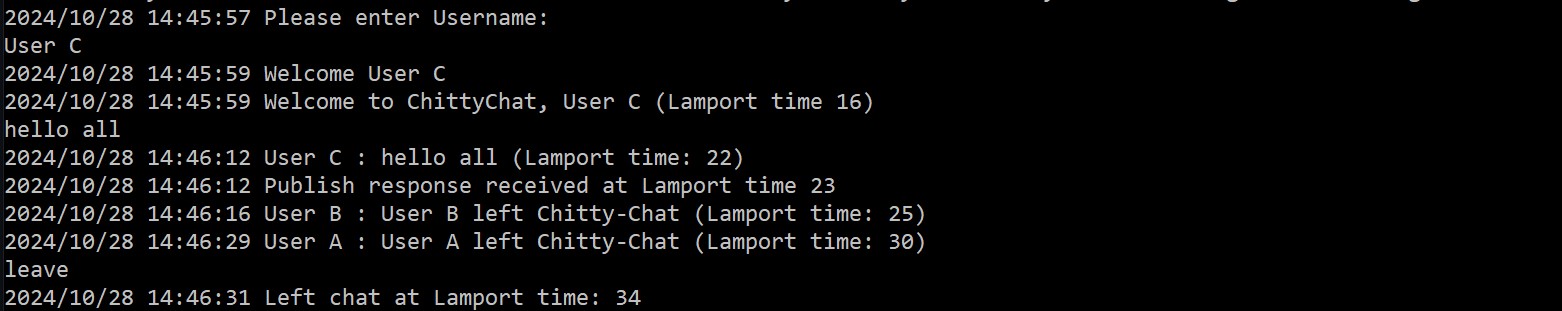 2024/10/28 14:45:57 Please enter Username:
User C
2024/10/28 14:45:59 Welcome User C
2024/10/28 14:45:59 Welcome to ChittyChat, User C (Lamport time 16)
hello all
2024/10/28 14:46:12 User C : hello all (Lamport time: 22)
2024/10/28 14:46:12 Publish response received at Lamport time 23
2024/10/28 14:46:16 User B : User B left Chitty-Chat (Lamport time: 25)
2024/10/28 14:46:29 User A : User A left Chitty-Chat (Lamport time: 30)
leave
2024/10/28 14:46:31 Left chat at Lamport time: 34